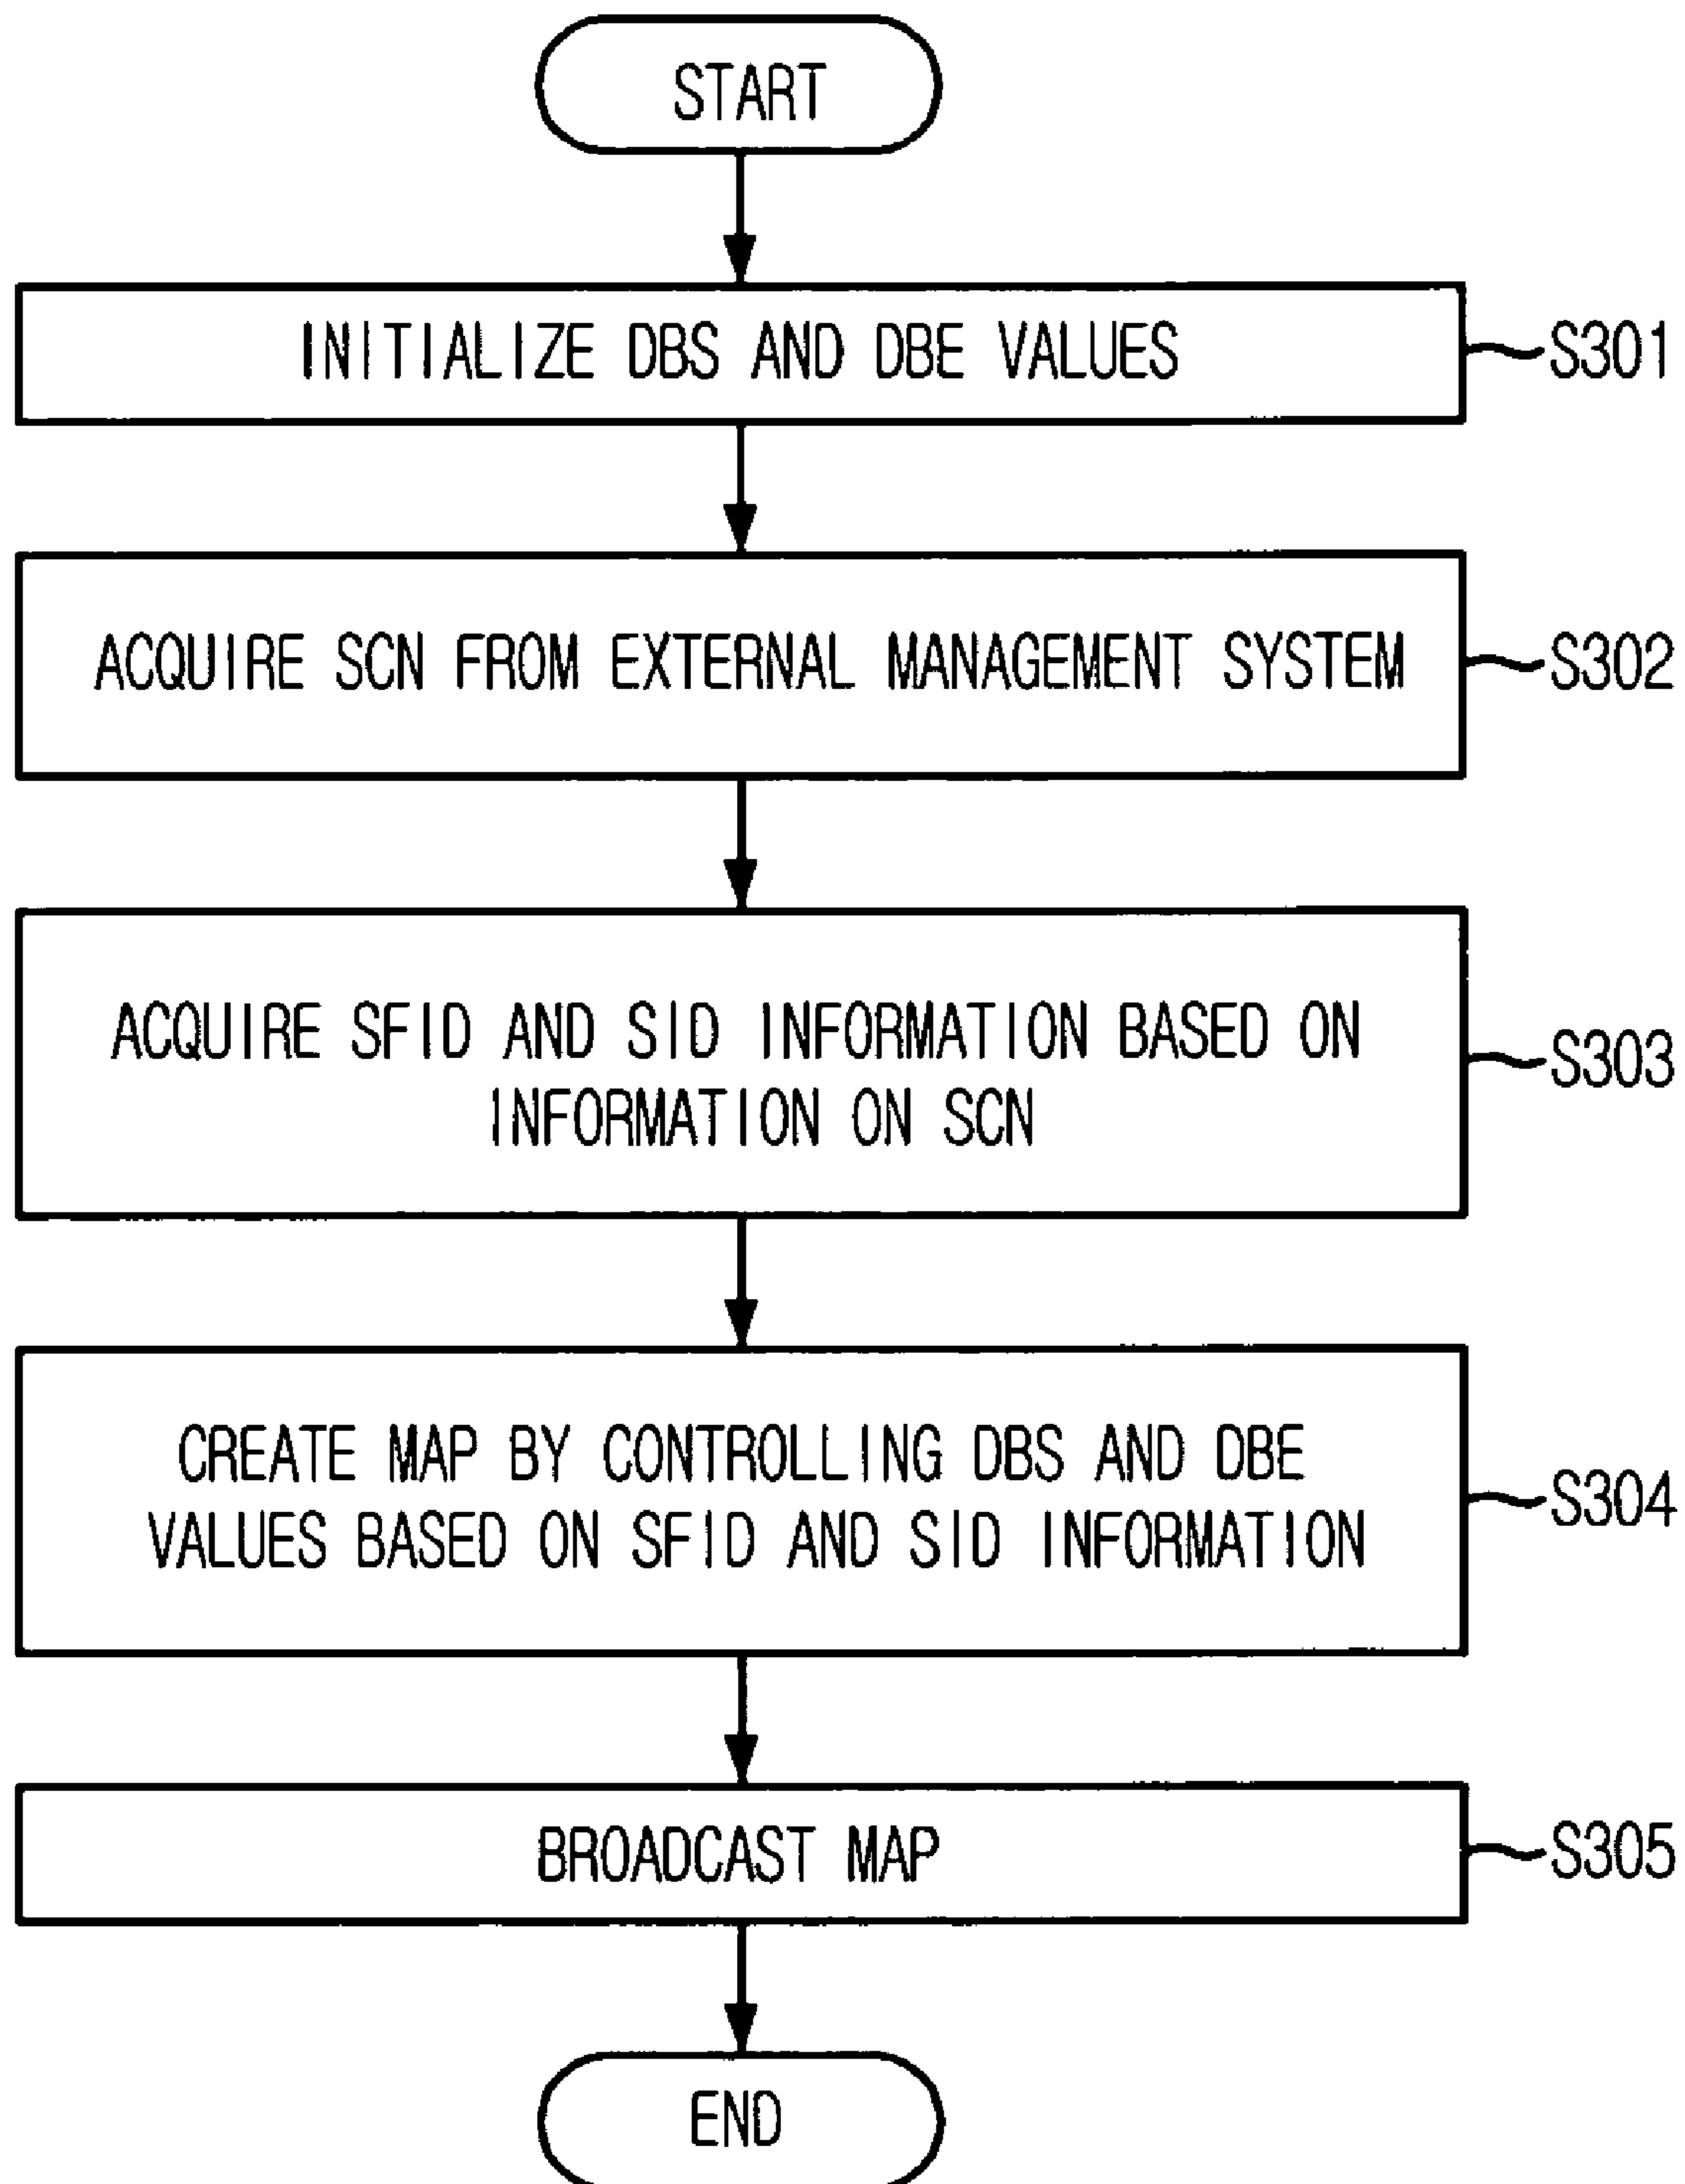 START
INITIALIZE DBS AND DBE VALUES
S301
ACQUIRE SCN FROM EXTERNAL MANAGEMENT SYSTEM
S302
ACQUIRE SFID AND SID INFORMATION BASED ON
INFORMATION ON SCN
S303
CREATE MAP BY CONTROLLING DBS AND DBE
VALUES BASED ON SFID AND SID INFORMATION
S304
BROADCAST MAP
S305
END